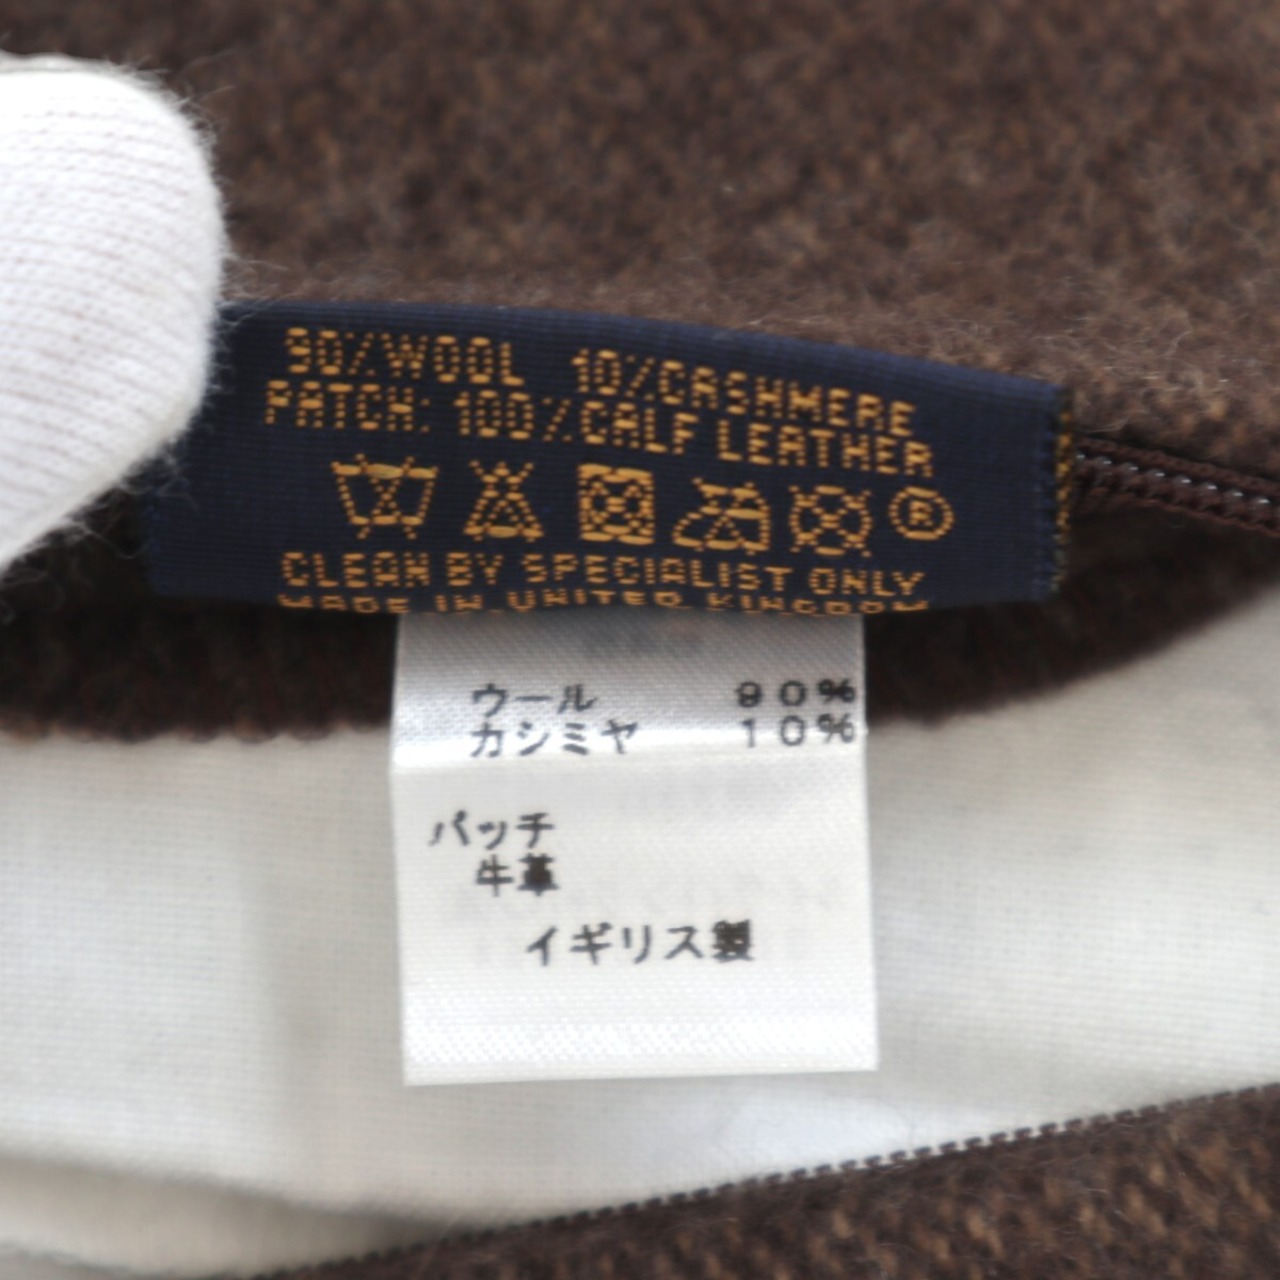 90%WOOL 10%CASHMERE
PATCH: 100%CALF LEATHER
®
CLEAN BY SPECIALIST ONLY
MADE IN UNITED KINGDOM
ウール 90%
カシミヤ 10%
パッチ
牛革
イギリス製